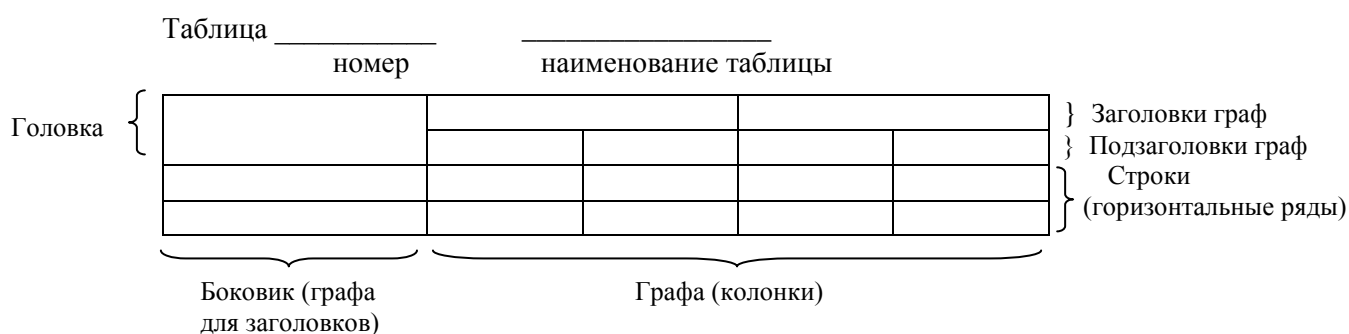 Таблица ___________ _________________
номер наименование таблицы
Головка
} Заголовки граф
} Подзаголовки граф
Строки
(горизонтальные ряды)
Боковик (графа
для заголовков)
Графа (колонки)